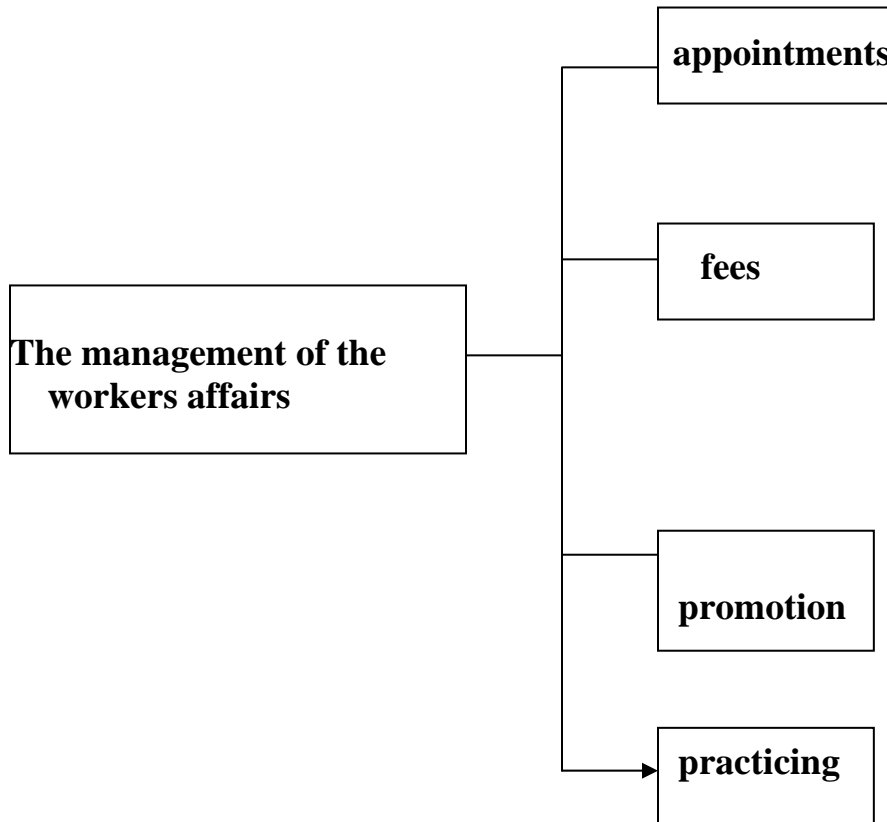 appointments
fees
The management of the
workers affairs
promotion
practicing